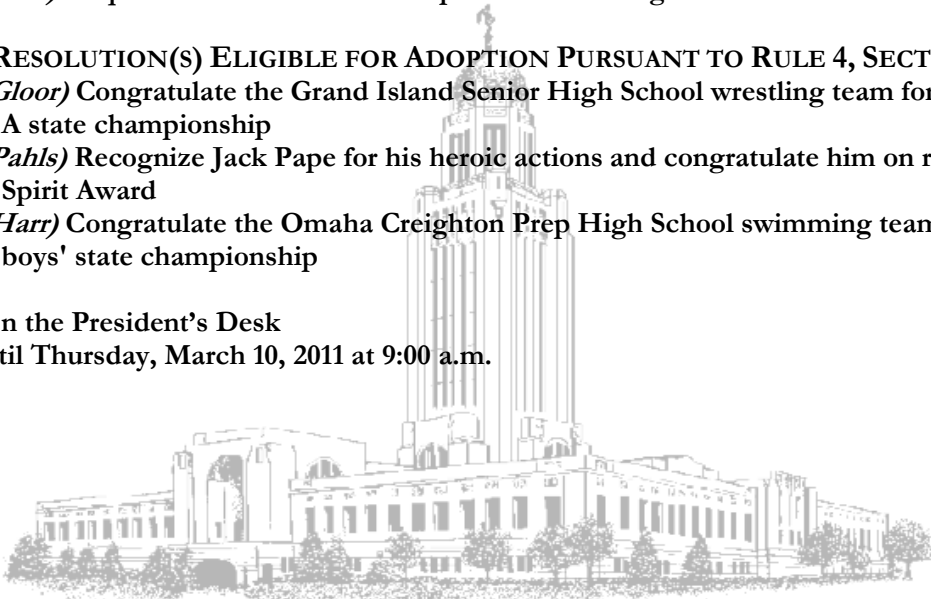 RESOLUTION(S) ELIGIBLE FOR ADOPTION PURSUANT TO RULE 4, SECT
Gloor) Congratulate the Grand Island Senior High School wrestling team for
A state championship
Pahls) Recognize Jack Pape for his heroic actions and congratulate him on r
Spirit Award
Harr) Congratulate the Omaha Creighton Prep High School swimming team
boys' state championship
n the President's Desk
til Thursday, March 10, 2011 at 9:00 a.m.